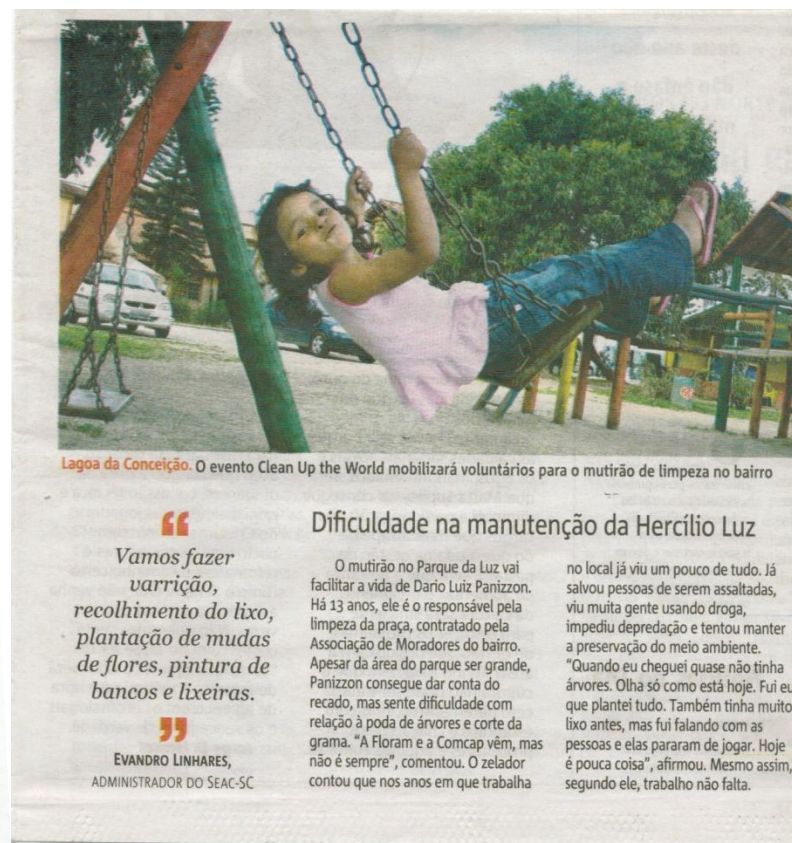 Lagoa da Conceição. O evento Clean Up the World mobilizará voluntários para o mutirão de limpeza no bairro
“
Vamos fazer
varrição,
recolhimento do lixo,
plantação de mudas
de flores, pintura de
bancos e lixeiras.
”
EVANDRO LINHARES,
ADMINISTRADOR DO SEAC-SC
Dificuldade na manutenção da Hercílio Luz
O mutirão no Parque da Luz vai
facilitar a vida de Dario Luiz Panizzon.
Há 13 anos, ele é o responsável pela
limpeza da praça, contratado pela
Associação de Moradores do bairro.
Apesar da área do parque ser grande,
Panizzon consegue dar conta do
recado, mas sente dificuldade com
relação à poda de árvores e corte da
grama. “A Floram e a Comcap vêm, mas
não é sempre”, comentou. O zelador
contou que nos anos em que trabalha
no local já viu um pouco de tudo. Já
salvou pessoas de serem assaltadas,
viu muita gente usando droga,
impediu depredação e tentou manter
a preservação do meio ambiente.
“Quando eu cheguei quase não tinha
árvores. Olha só como está hoje. Fui eu
que plantei tudo. Também tinha muito
lixo antes, mas fui falando com as
pessoas e elas pararam de jogar. Hoje
é pouca coisa”, afirmou. Mesmo assim,
segundo ele, trabalho não falta.